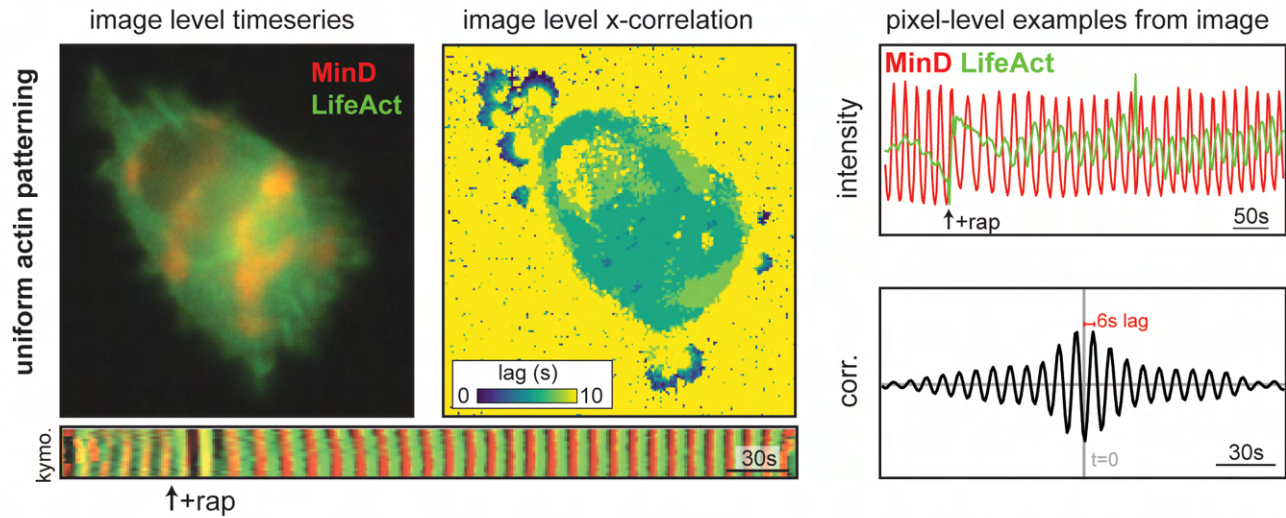 image level timeseries
image level x-correlation
pixel-level examples from image
uniform actin patterning
MinD
LifeAct
lag (s)
0 10
kymo.
30s
↑+rap
MinD LifeAct
intensity
↑+rap
50s
corr.
6s lag
t=0
30s